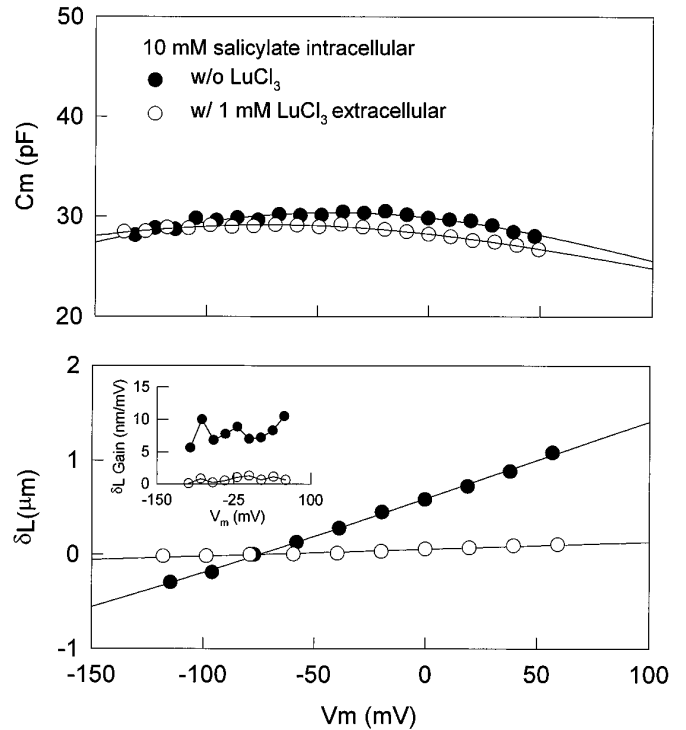 50
40
30
20
Cm (pF)
10 mM salicylate intracellular
w/o LuCl3
w/ 1 mM LuCl3 extracellular
2
1
0
-1
δL(μm)
15
10
5
0
δL Gain (nm/mV)
-150 -25 100
Vm (mV)
-150 -100 -50 0 50 100
Vm (mV)